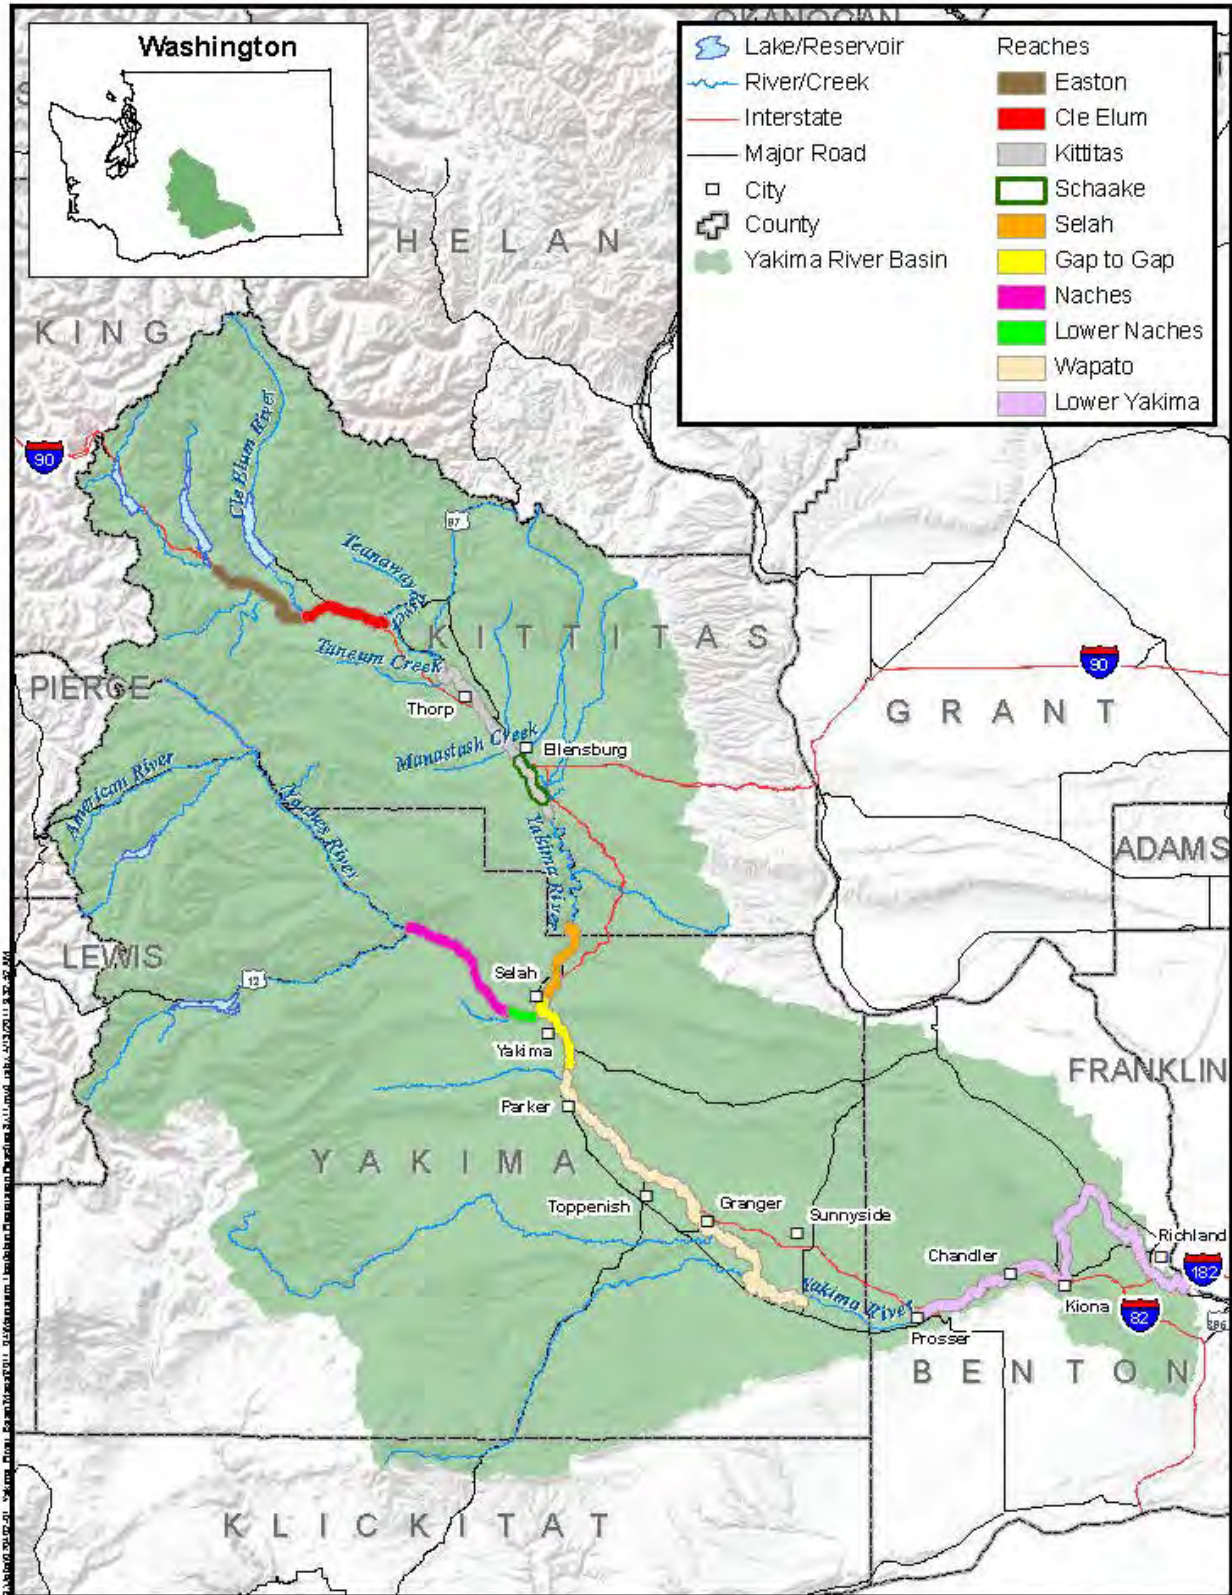 OKANOGAN
Washington
Lake/Reservoir
River/Creek
Interstate
Major Road
City
County
Yakima River Basin
Reaches
Easton
Cle Elum
Kittitas
Schaake
Selah
Gap to Gap
Naches
Lower Naches
Wapato
Lower Yakima
CHELAN
KING
90
Cle Elum River
97
Teanaway
KITTITAS
Taneum Creek
90
PIERCE
Thorp
GRANT
Manastash Creek
Ellensburg
American River
Naches River
Yakima River
ADAMS
LEWIS
12
Selah
Yakima
FRANKLIN
Parker
YAKIMA
Toppenish
Granger
Sunnyside
Richland
Chandler
182
Yakima River
Kiona
82
Prosser
BENTON
KLICKITAT